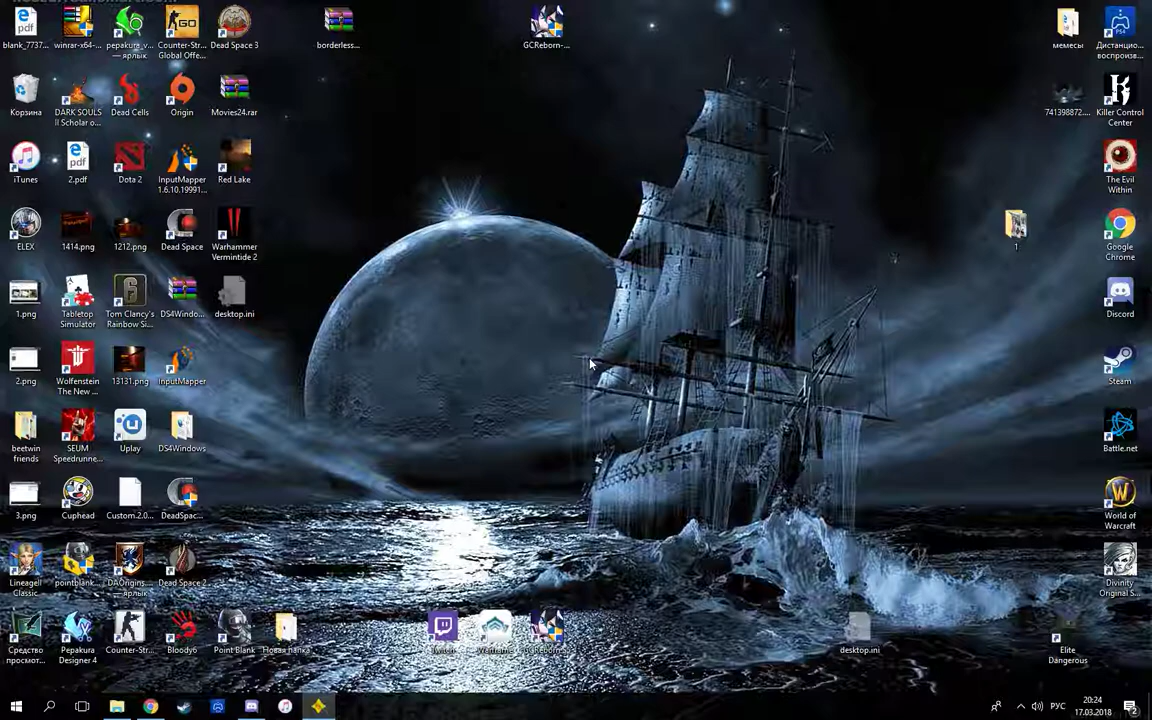 blank_7737...
winrar-x64-...
pepakura_v...
— ярлык
Counter-Str...
Global Offe...
Dead Space 3
borderless...
GCReborn-...
мемесы
Дистанцио...
воспроизв...
Корзина
DARK SOULS
II Scholar o...
Dead Cells
Origin
Movies24.rar
741398872....
Killer Control
Center
iTunes
2.pdf
Dota 2
InputMapper
1.6.10.19991...
Red Lake
The Evil
Within
ELEX
1414.png
1212.png
Dead Space
Warhammer
Vermintide 2
1
Google
Chrome
1.png
Tabletop
Simulator
Tom Clancy's
Rainbow Si...
DS4Windo...
desktop.ini
Discord
2.png
Wolfenstein
The New ...
13131.png
InputMapper
Steam
beetwin
friends
SEUM
Speedrunne...
Uplay
DS4Windows
Battle.net
3.png
Cuphead
Custom.2.0...
DeadSpac...
World of
Warcraft
LineageII
Classic
pointblank...
DAOrigins...
— ярлык
Dead Space 2
Divinity
Original S...
Средство
просмот...
Pepakura
Designer 4
Counter-Str...
Bloody6
Point Blank
Новая папка
Twitch
Warframe
GCReborn-...
desktop.ini
Elite
Dangerous
РУС
20:24
17.03.2018
2